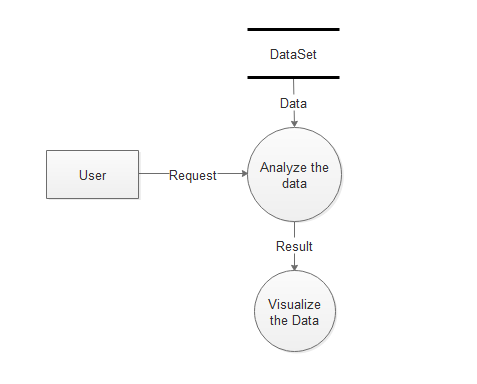 DataSet
Data
User
Request
Analyze the
data
Result
Visualize
the Data